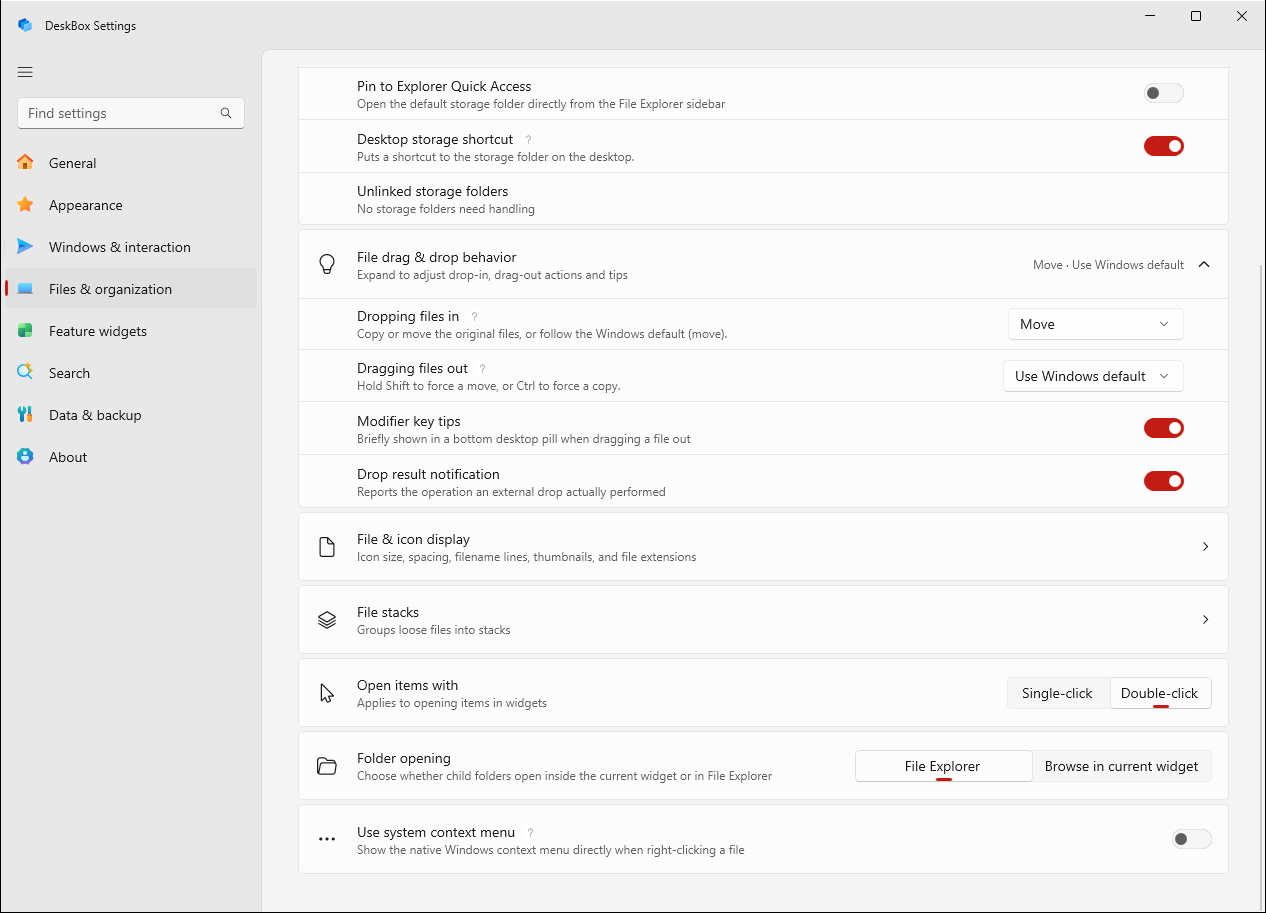 DeskBox Settings
Find settings
General
Appearance
Windows & interaction
Files & organization
Feature widgets
Search
Data & backup
About
Pin to Explorer Quick Access
Open the default storage folder directly from the File Explorer sidebar
Desktop storage shortcut ?
Puts a shortcut to the storage folder on the desktop.
Unlinked storage folders
No storage folders need handling
File drag & drop behavior
Expand to adjust drop-in, drag-out actions and tips
Move · Use Windows default
Dropping files in ?
Copy or move the original files, or follow the Windows default (move).
Move
Dragging files out ?
Hold Shift to force a move, or Ctrl to force a copy.
Use Windows default
Modifier key tips
Briefly shown in a bottom desktop pill when dragging a file out
Drop result notification
Reports the operation an external drop actually performed
File & icon display
Icon size, spacing, filename lines, thumbnails, and file extensions
File stacks
Groups loose files into stacks
Open items with
Applies to opening items in widgets
Single-click Double-click
Folder opening
Choose whether child folders open inside the current widget or in File Explorer
File Explorer Browse in current widget
Use system context menu ?
Show the native Windows context menu directly when right-clicking a file